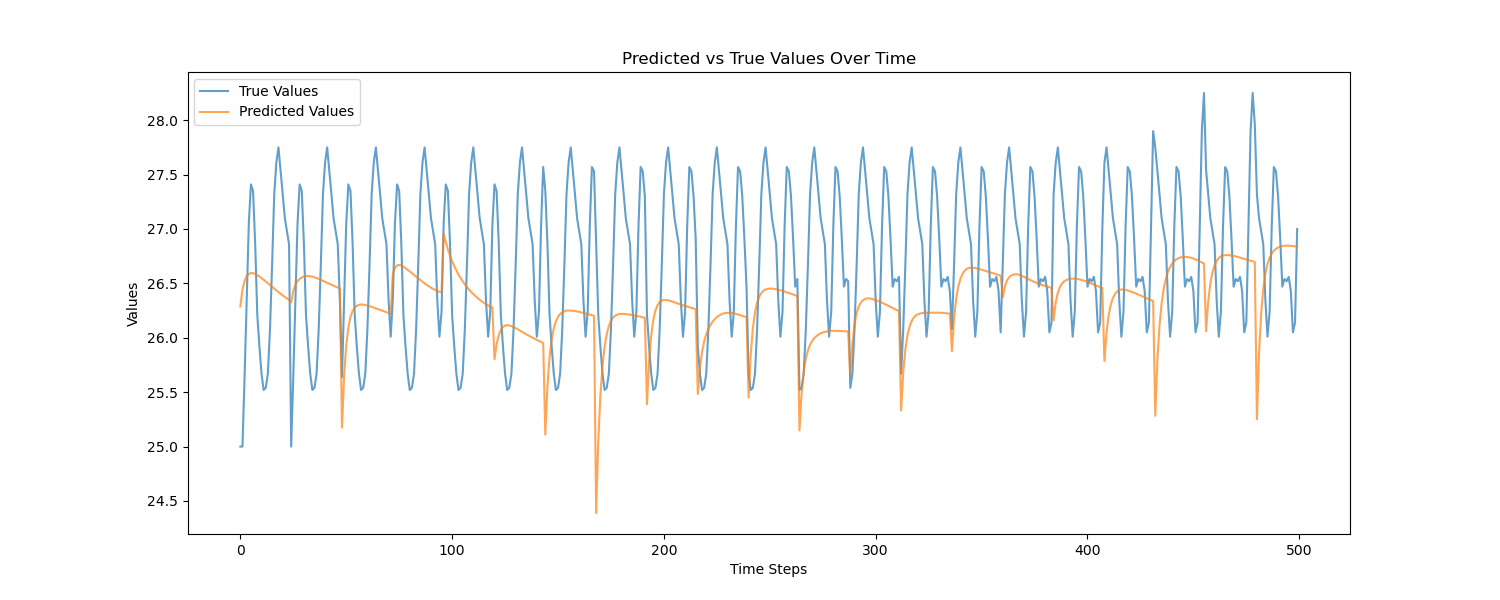 Predicted vs True Values Over Time
True Values
Predicted Values
Values
28.0
27.5
27.0
26.5
26.0
25.5
25.0
24.5
0 100 200 300 400 500
Time Steps